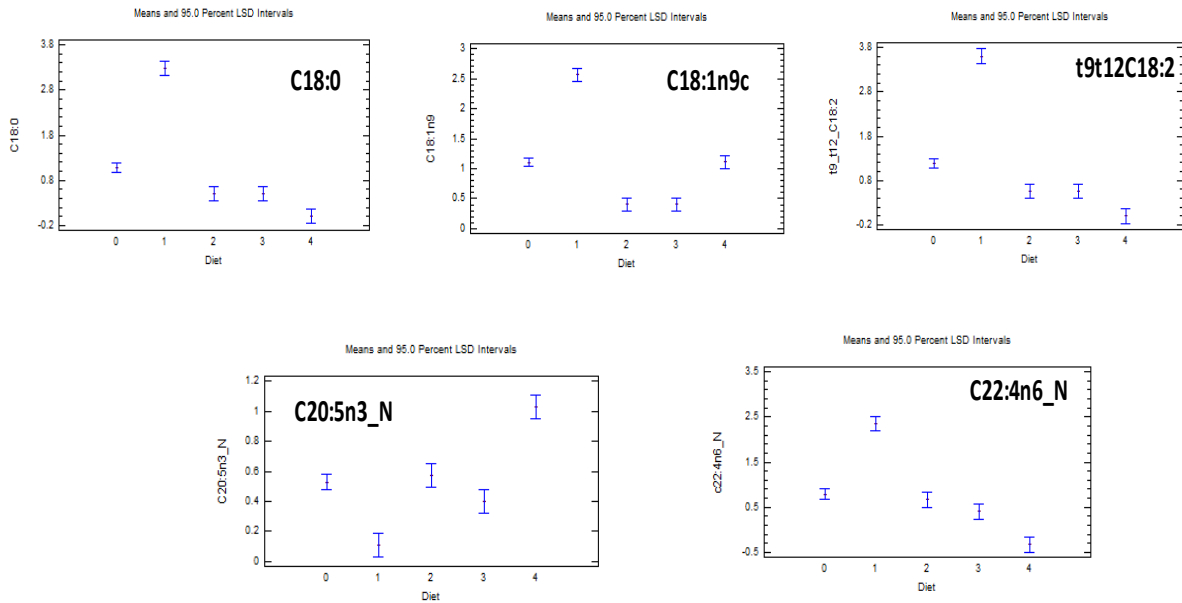 Means and 95.0 Percent LSD Intervals
C18:0
3.8
2.8
1.8
0.8
-0.2
C18:0
0 1 2 3 4
Diet
Means and 95.0 Percent LSD Intervals
C18:1n9c
3
2.5
2
1.5
1
0.5
0
C18:1n9
0 1 2 3 4
Diet
Means and 95.0 Percent LSD Intervals
t9t12C18:2
3.8
2.8
1.8
0.8
-0.2
t9_t12_C18:2
0 1 2 3 4
Diet
Means and 95.0 Percent LSD Intervals
C20:5n3_N
1.2
1
0.8
0.6
0.4
0.2
0
C20:5n3_N
0 1 2 3 4
Diet
Means and 95.0 Percent LSD Intervals
C22:4n6_N
3.5
2.5
1.5
0.5
-0.5
c22:4n6_N
0 1 2 3 4
Diet